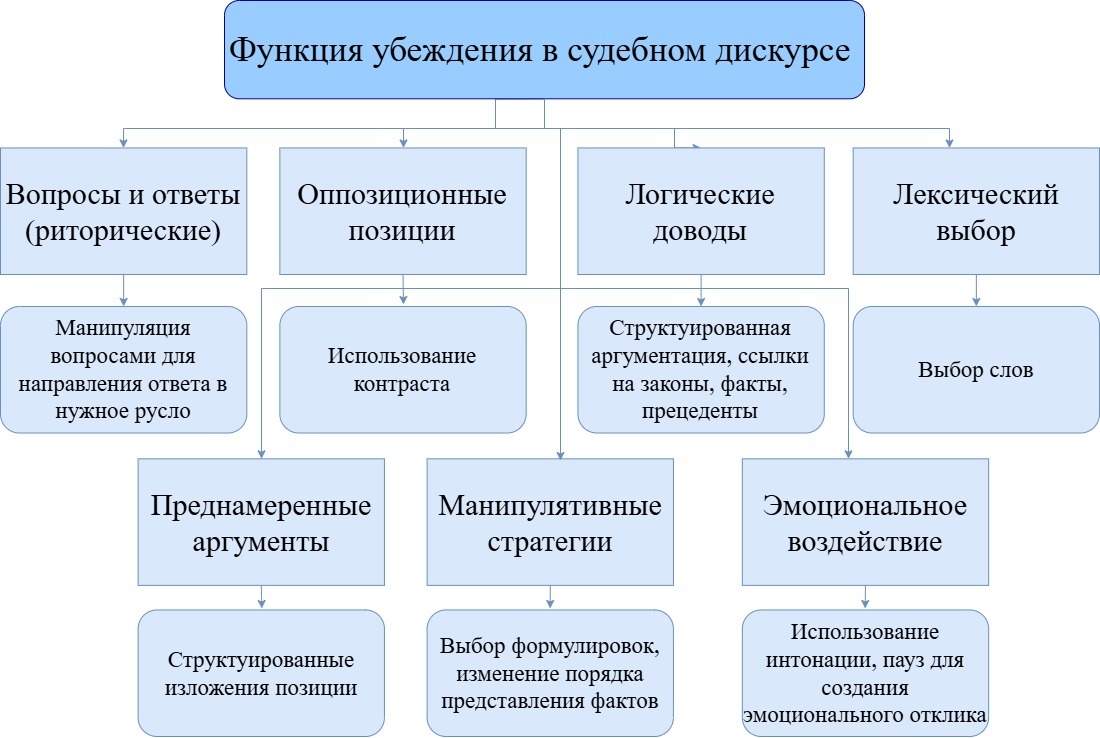 Функция убеждения в судебном дискурсе
Вопросы и ответы
(риторические)
Оппозиционные
позиции
Логические
доводы
Лексический
выбор
Манипуляция
вопросами для
направления ответа в
нужное русло
Использование
контраста
Структуированная
аргументация, ссылки
на законы, факты,
прецеденты
Выбор слов
Преднамеренные
аргументы
Манипулятивные
стратегии
Эмоциональное
воздействие
Структуированные
изложения позиции
Выбор формулировок,
изменение порядка
представления фактов
Использование
интонации, пауз для
создания
эмоционального отклика